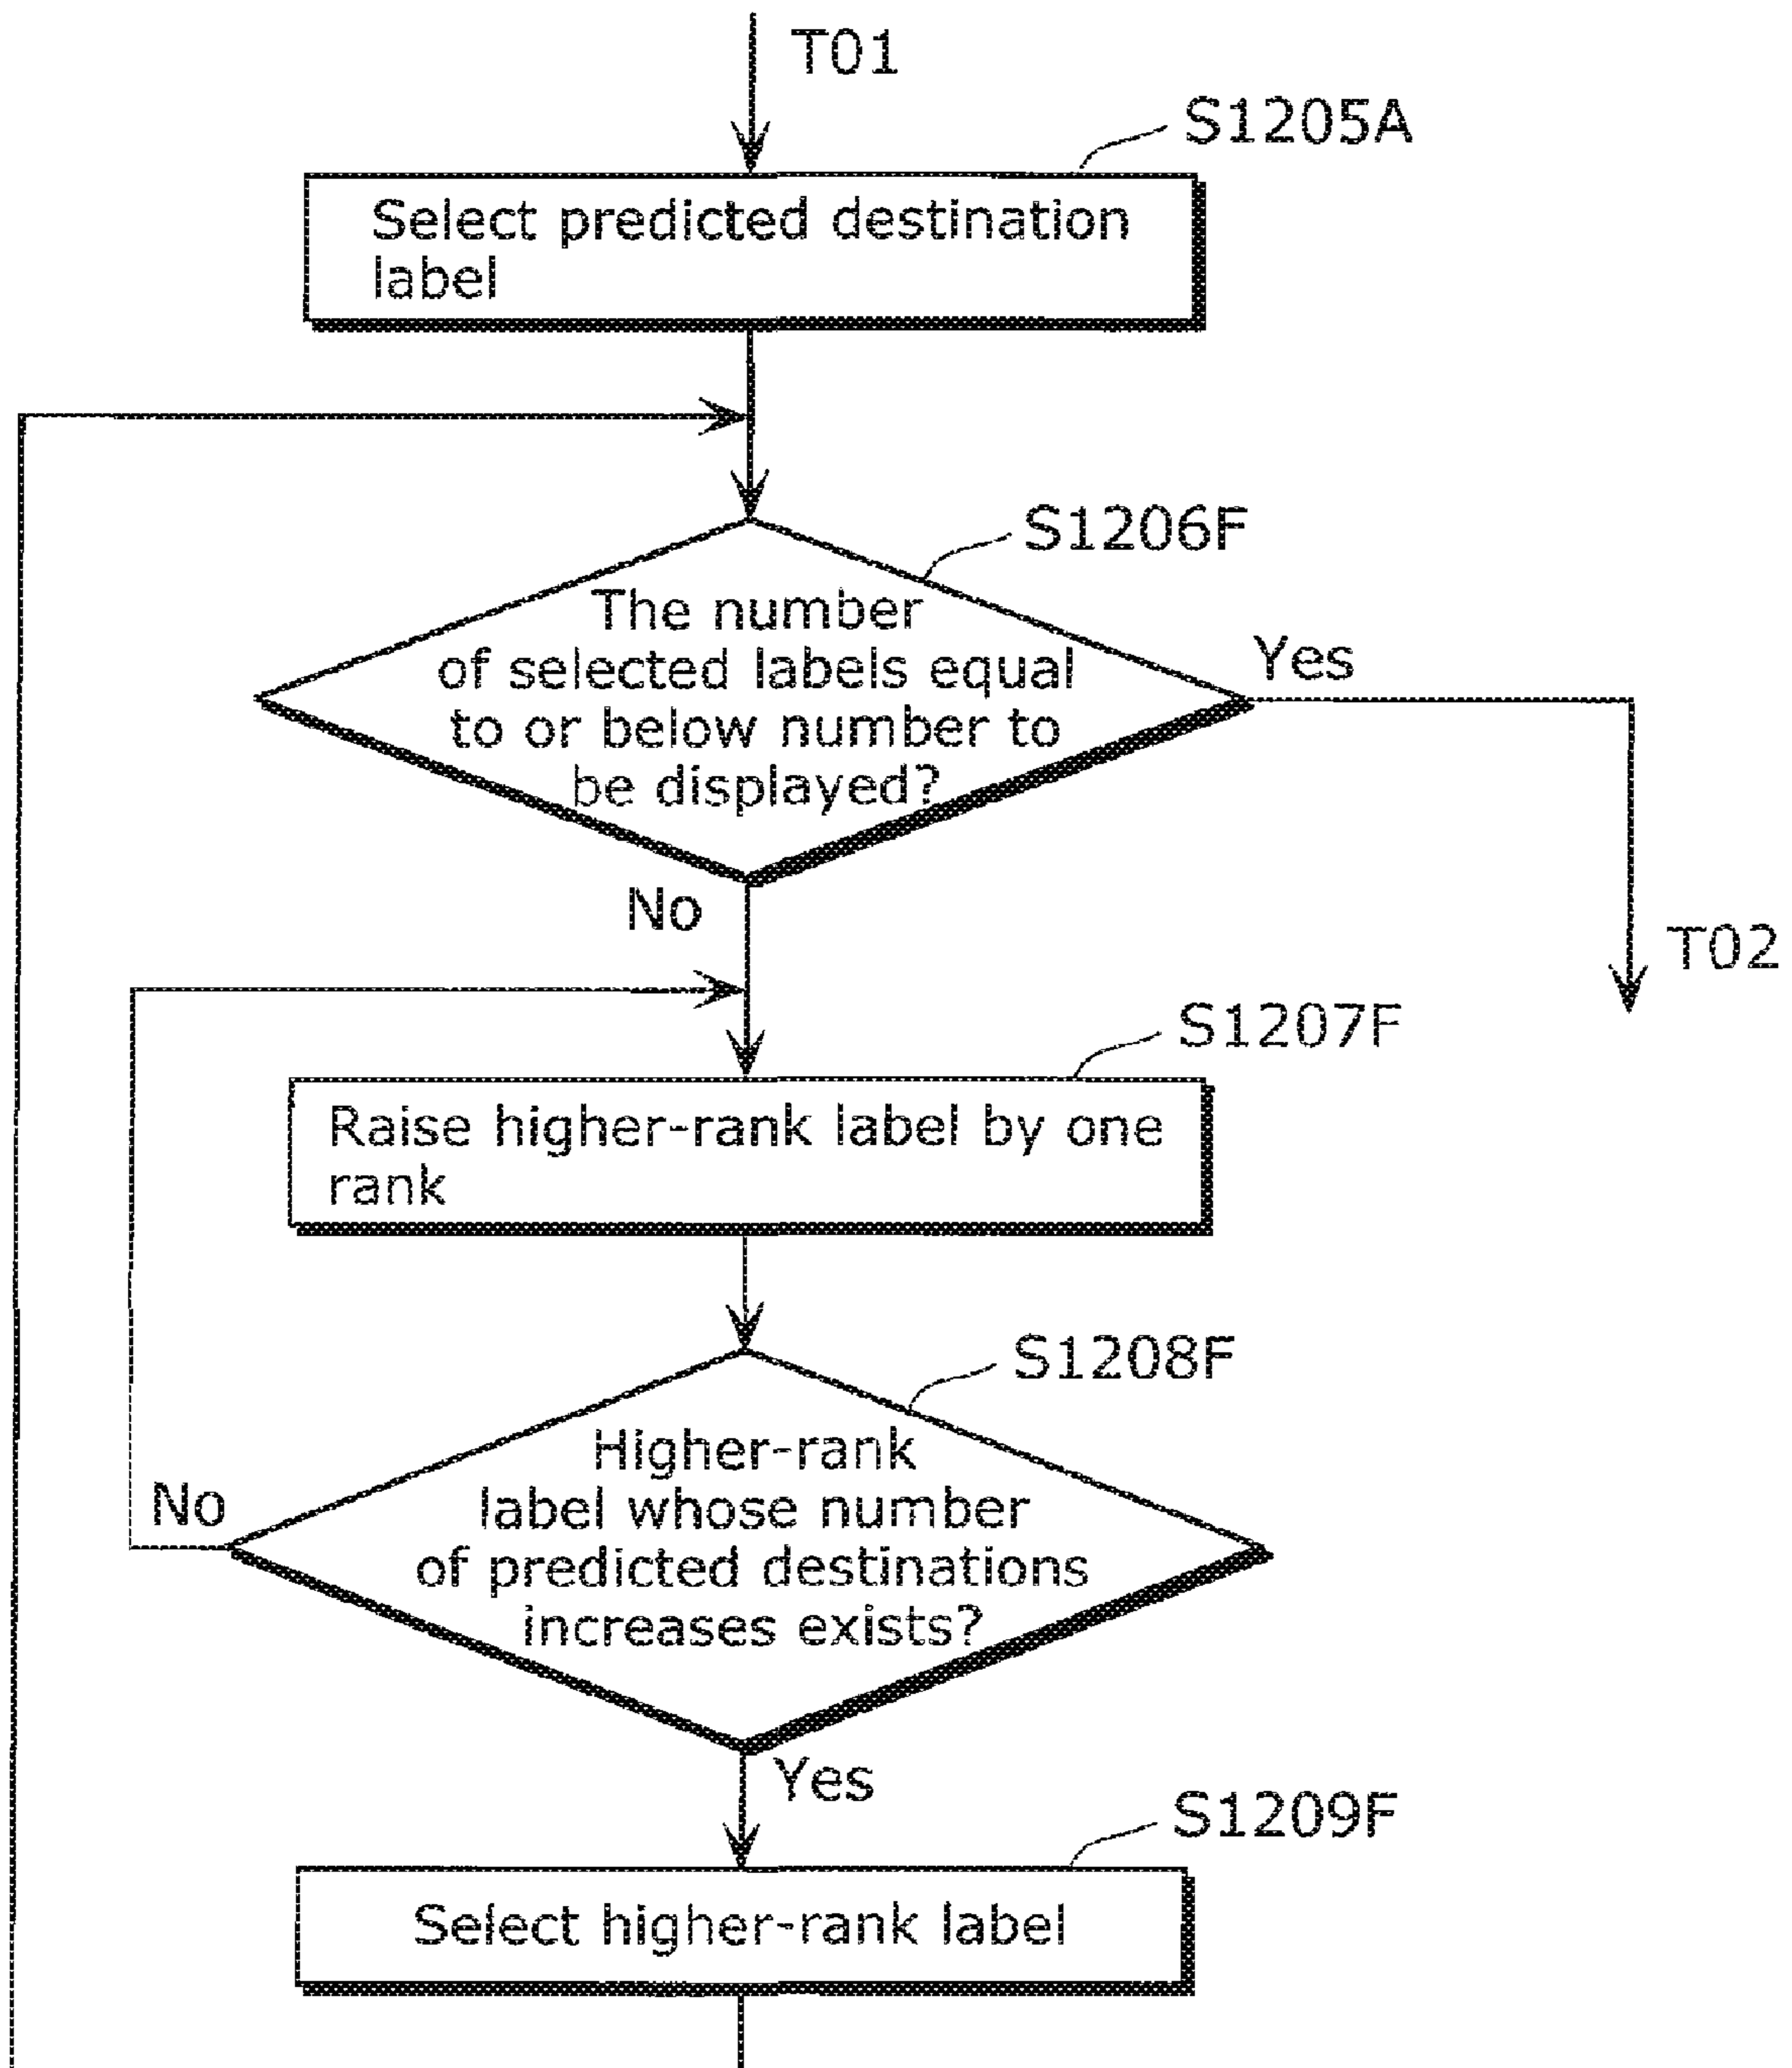 T01
S1205A
Select predicted destination
label
S1206F
The number
of selected labels equal
to or below number to
be displayed?
Yes
No
T02
S1207F
Raise higher-rank label by one
rank
S1208F
Higher-rank
label whose number
of predicted destinations
increases exists?
No
Yes
S1209F
Select higher-rank label